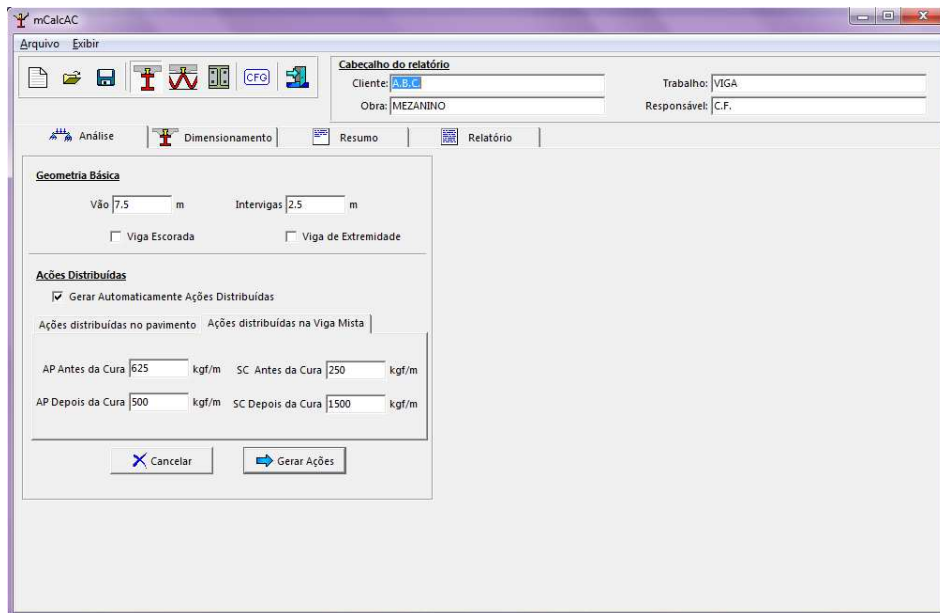 mCalcAC
Arquivo Exibir
CFG
Cabeçalho do relatório
Cliente: A.B.C. Trabalho: VIGA
Obra: MEZANINO Responsável: C.F.
Análise Dimensionamento Resumo Relatório
Geometria Básica
Vão 7.5 m Intervigas 2.5 m
Viga Escorada Viga de Extremidade
Ações Distribuídas
Gerar Automaticamente Ações Distribuídas
Ações distribuídas no pavimento Ações distribuídas na Viga Mista
AP Antes da Cura 625 kgf/m SC Antes da Cura 250 kgf/m
AP Depois da Cura 500 kgf/m SC Depois da Cura 1500 kgf/m
Cancelar Gerar Ações